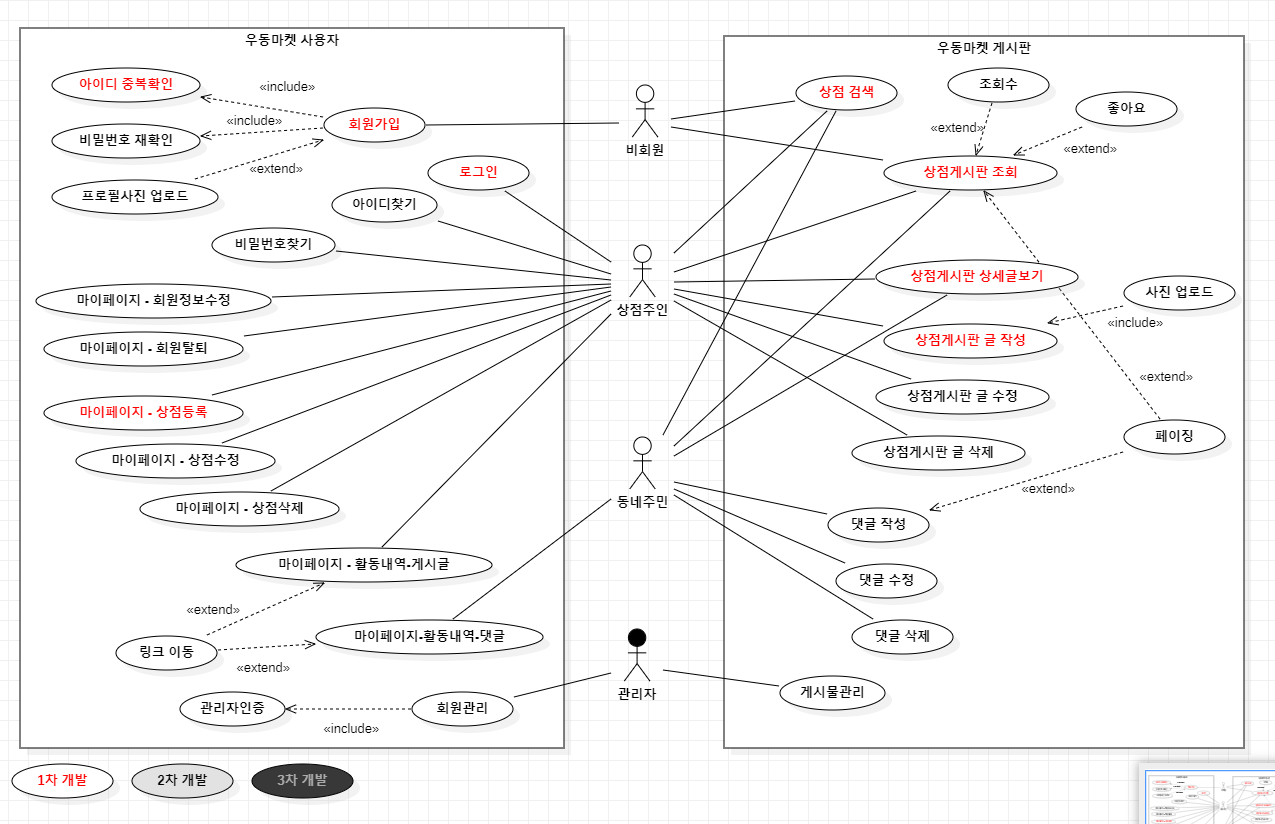 우동마켓 사용자
아이디 중복확인
«include»
회원가입
«include»
비밀번호 재확인
«extend»
프로필사진 업로드
로그인
아이디찾기
비밀번호찾기
마이페이지 - 회원정보수정
마이페이지 - 회원탈퇴
마이페이지 - 상점등록
마이페이지 - 상점수정
마이페이지 - 상점삭제
마이페이지 - 활동내역-게시글
«extend»
마이페이지-활동내역-댓글
링크 이동
«extend»
관리자인증
회원관리
«include»
비회원
상점주인
동네주민
관리자
우동마켓 게시판
상점 검색
조회수
좋아요
«extend»
«extend»
상점게시판 조회
상점게시판 상세글보기
사진 업로드
«include»
상점게시판 글 작성
«extend»
상점게시판 글 수정
페이징
상점게시판 글 삭제
«extend»
댓글 작성
댓글 수정
댓글 삭제
게시물관리
1차 개발
2차 개발
3차 개발